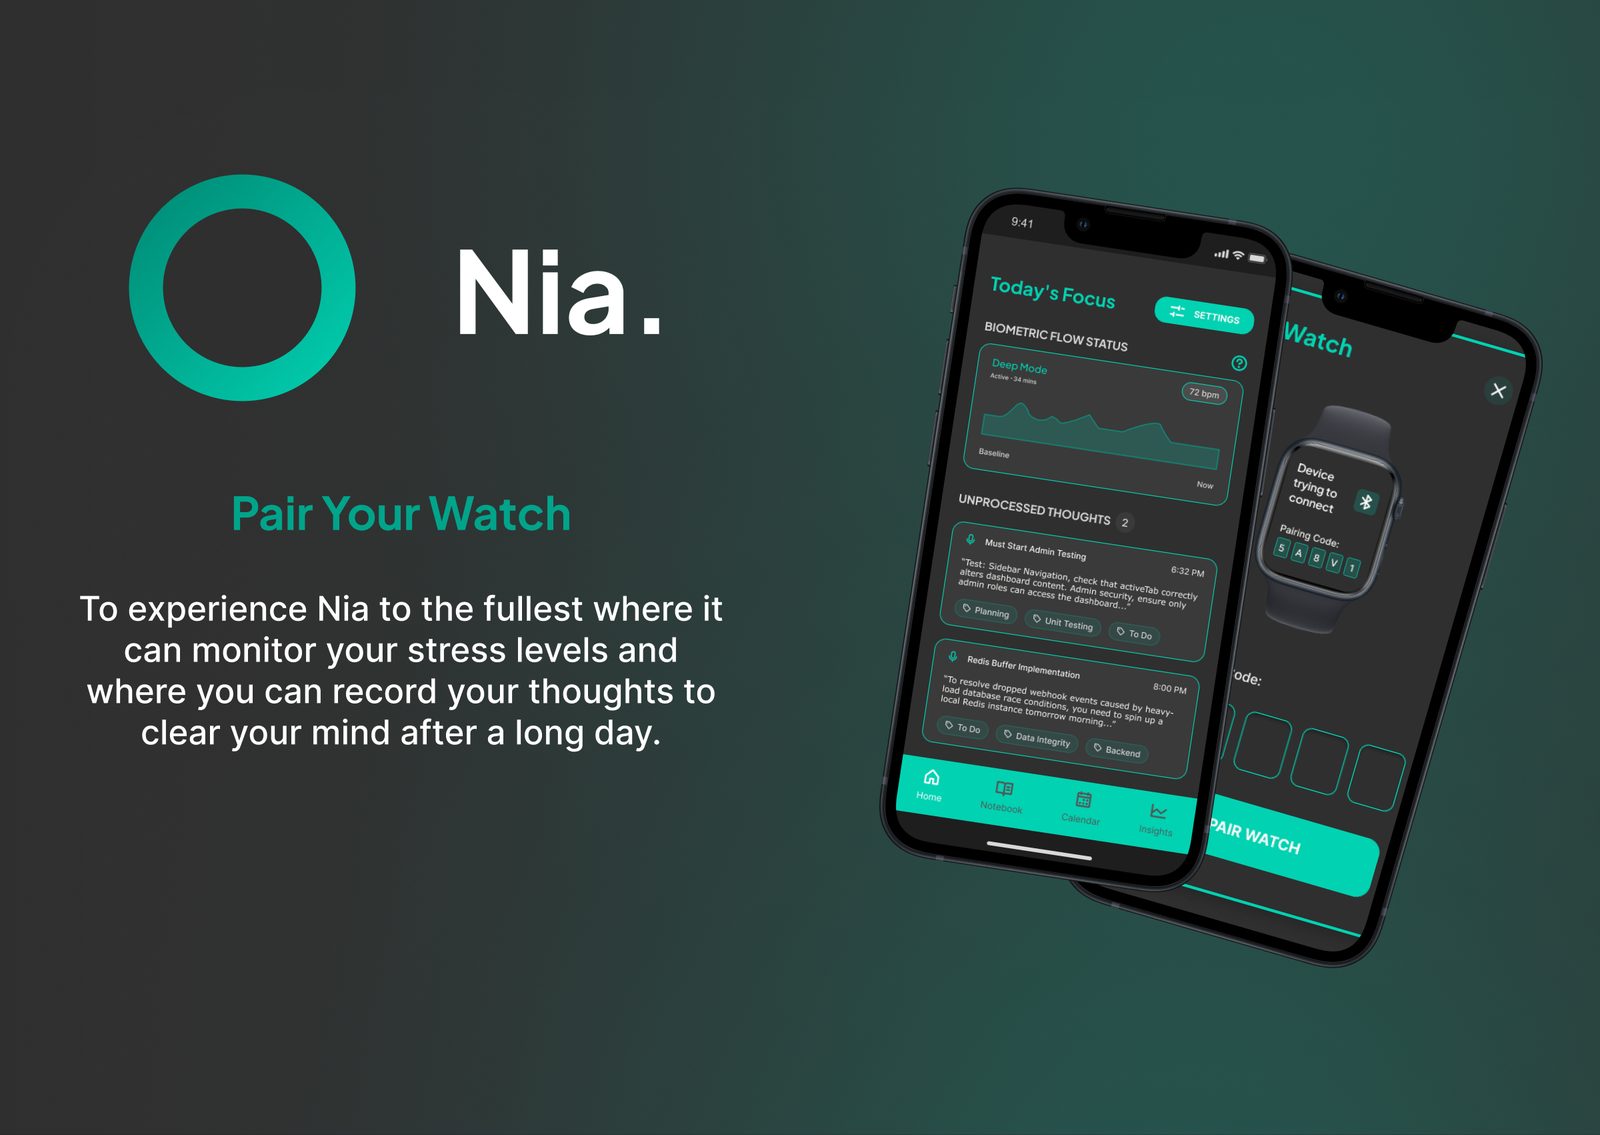 Nia.
Pair Your Watch
To experience Nia to the fullest where it
can monitor your stress levels and
where you can record your thoughts to
clear your mind after a long day.
9:41
Today's Focus
SETTINGS
BIOMETRIC FLOW STATUS
Deep Mode
Active - 34 mins
72 bpm
Baseline
Now
UNPROCESSED THOUGHTS 2
Must Start Admin Testing
6:32 PM
"Test: Sidebar Navigation, check that activeTab correctly
alters dashboard content. Admin security, ensure only
admin roles can access the dashboard..."
Planning
Unit Testing
To Do
Redis Buffer Implementation
8:00 PM
"To resolve dropped webhook events caused by heavy-
load database race conditions, you need to spin up a
local Redis instance tomorrow morning..."
To Do
Data Integrity
Backend
Home
Notebook
Calendar
Insights
Watch
Device
trying to
connect
Pairing Code:
5 A 8 V 1
ode:
PAIR WATCH